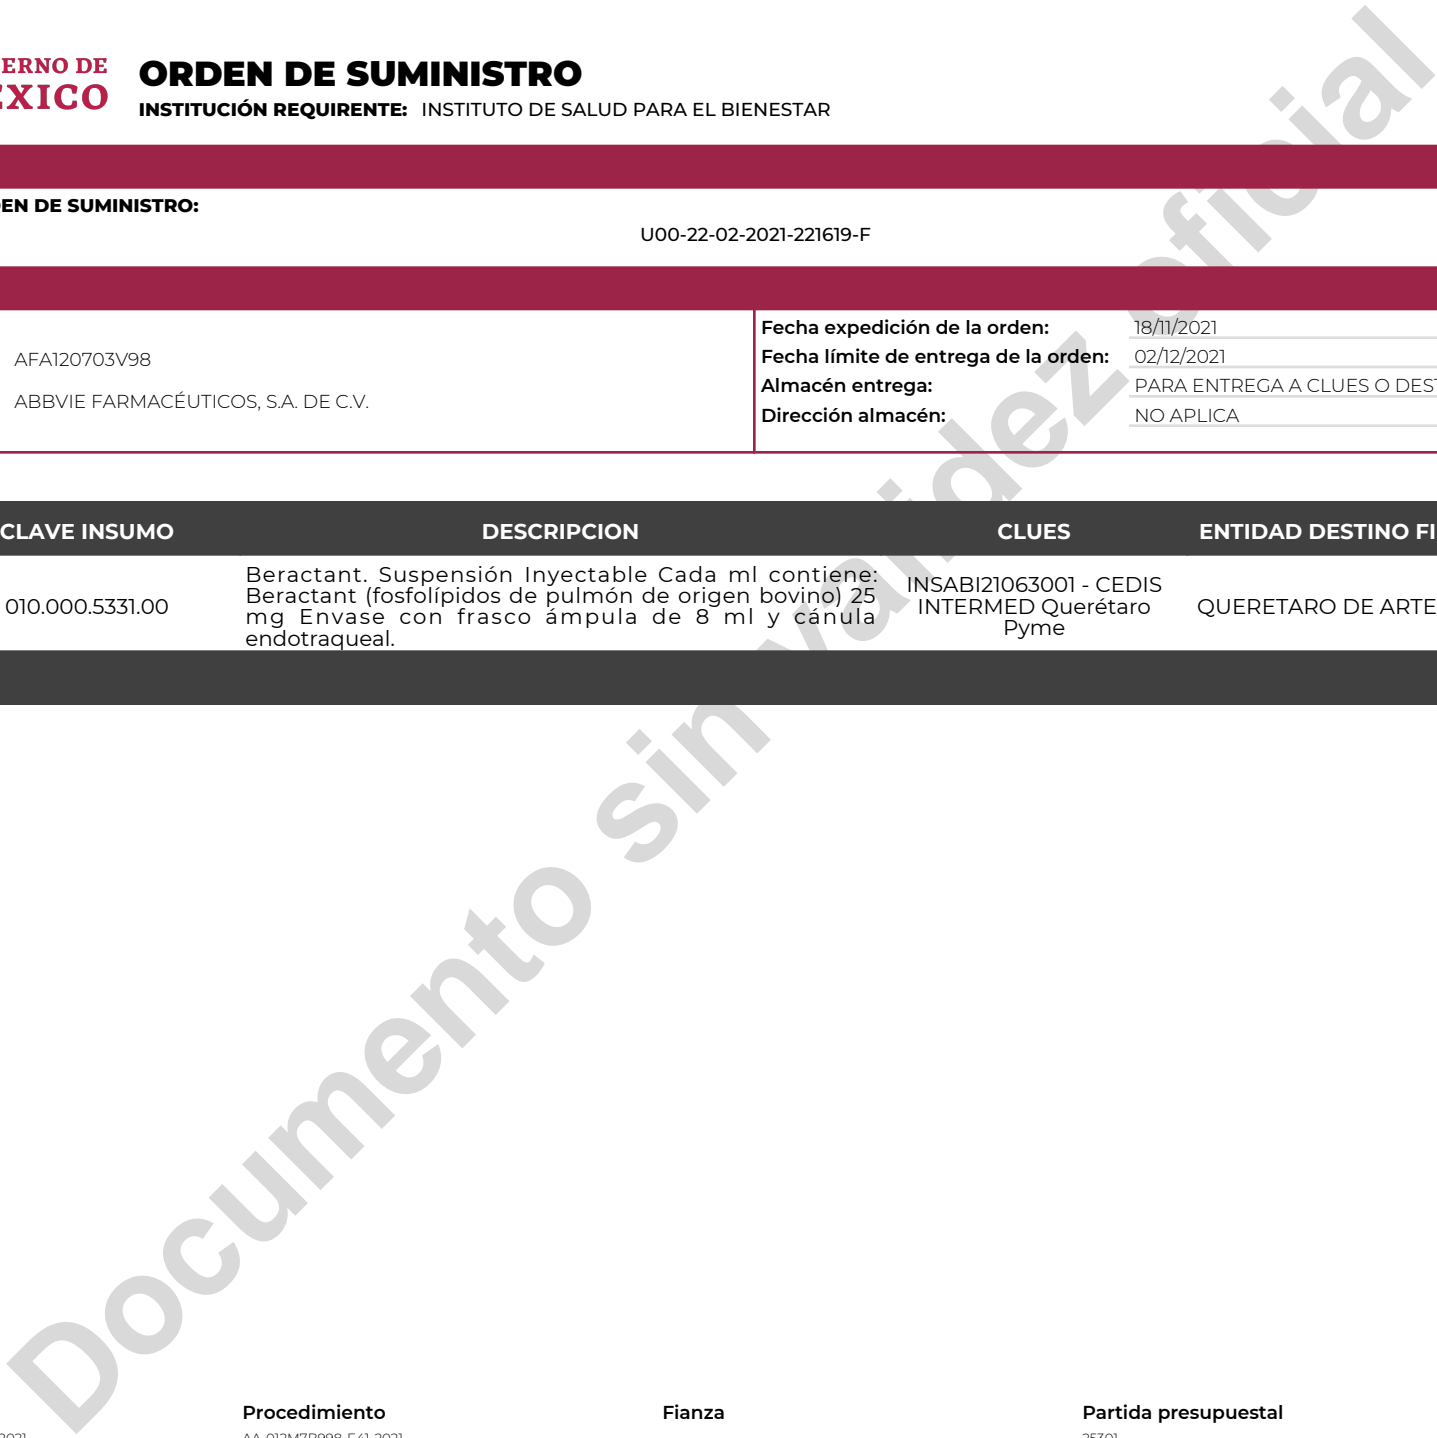 ERNO DE
EXICO
ORDEN DE SUMINISTRO
INSTITUCIÓN REQUIRENTE: INSTITUTO DE SALUD PARA EL BIENESTAR
EN DE SUMINISTRO:
U00-22-02-2021-221619-F
AFA120703V98
ABBVIE FARMACÉUTICOS, S.A. DE C.V.
Fecha expedición de la orden: 18/11/2021
Fecha límite de entrega de la orden: 02/12/2021
Almacén entrega: PARA ENTREGA A CLUES O DEST
Dirección almacén: NO APLICA
CLAVE INSUMO DESCRIPCION CLUES ENTIDAD DESTINO FI
010.000.5331.00
Beractant. Suspensión Inyectable Cada ml contiene:
Beractant (fosfolípidos de pulmón de origen bovino) 25
mg Envase con frasco ámpula de 8 ml y cánula
endotraqueal.
INSABI21063001 - CEDIS
INTERMED Querétaro
Pyme
QUERETARO DE ARTE
Documento sin validez oficial
Procedimiento Fianza Partida presupuestal